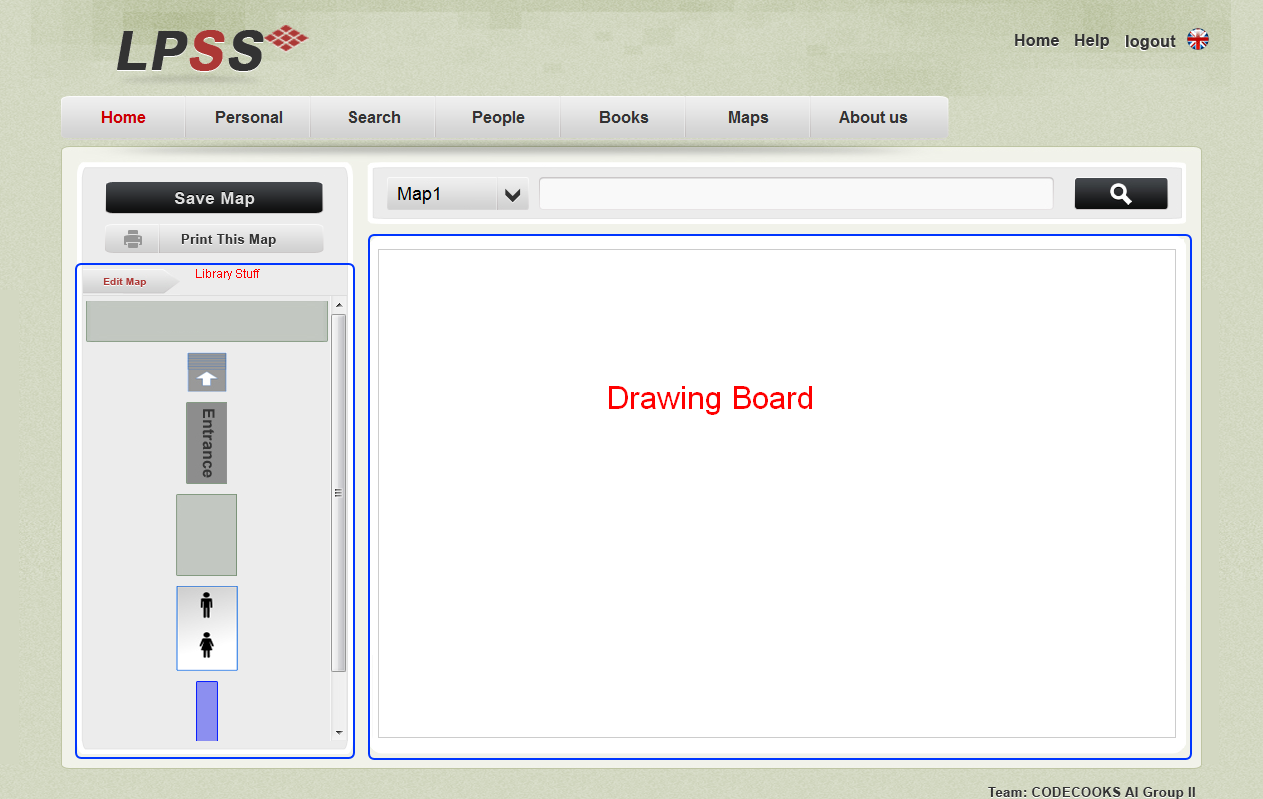 LPSS
Home Help logout
Home Personal Search People Books Maps About us
Save Map
Print This Map
Map1
Edit Map
Library Stuff
Entrance
Drawing Board
Team: CODECOOKS AI Group II